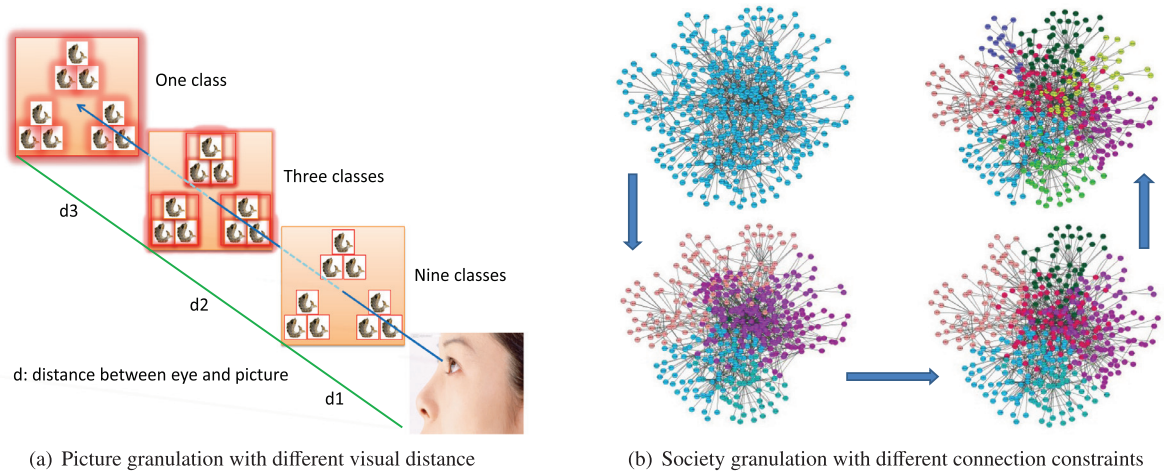 One class
Three classes
d3
Nine classes
d2
d: distance between eye and picture
d1
(a) Picture granulation with different visual distance
(b) Society granulation with different connection constraints